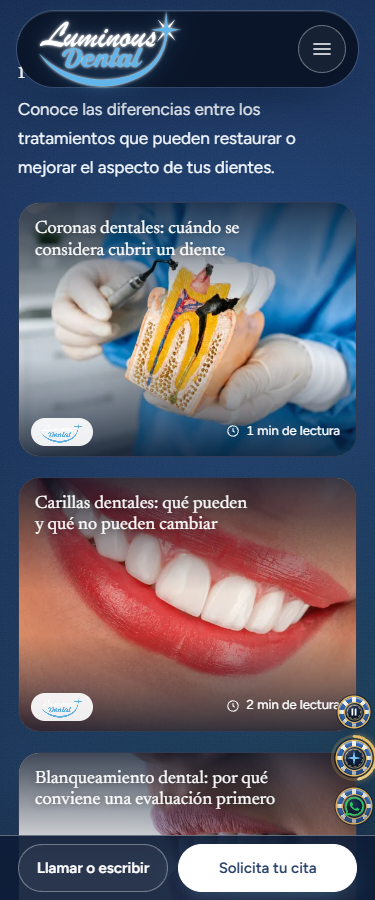 Luminous
Dental
Conoce las diferencias entre los
tratamientos que pueden restaurar o
mejorar el aspecto de tus dientes.
Coronas dentales: cuándo se
considera cubrir un diente
Dental
1 min de lectura
Carillas dentales: qué pueden
y qué no pueden cambiar
Dental
2 min de lectura
Blanqueamiento dental: por qué
conviene una evaluación primero
Llamar o escribir
Solicita tu cita